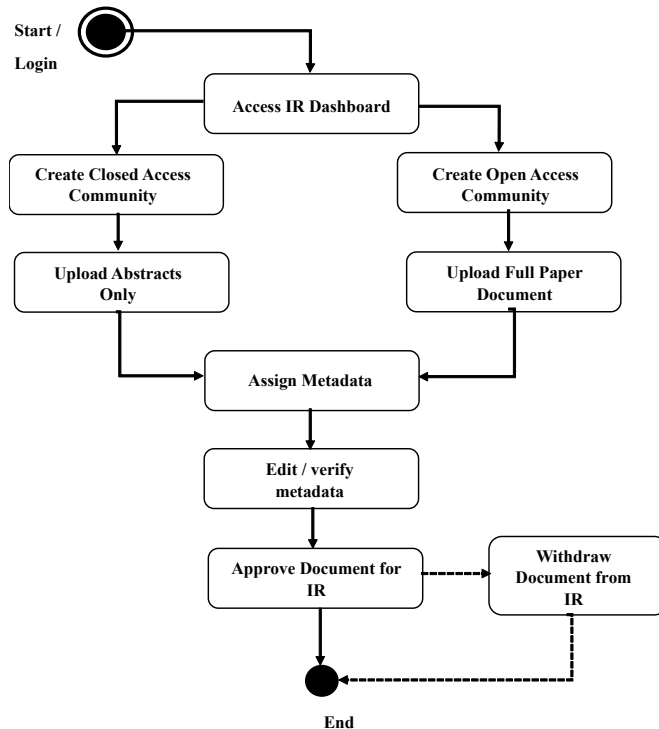 Start /
Login
Access IR Dashboard
Create Closed Access
Community
Create Open Access
Community
Upload Abstracts
Only
Upload Full Paper
Document
Assign Metadata
Edit / verify
metadata
Approve Document for
IR
Withdraw
Document from
IR
End